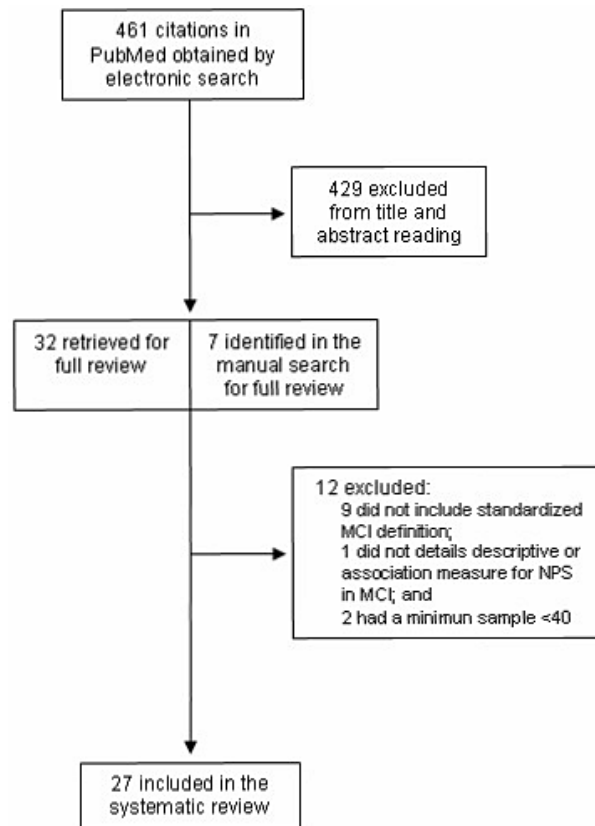 461 citations in
PubMed obtained by
electronic search
429 excluded
from title and
abstract reading
32 retrieved for
full review
7 identified in the
manual search
for full review
12 excluded:
9 did not include standardized
MCI definition;
1 did not details descriptive or
association measure for NPS
in MCI; and
2 had a minimun sample <40
27 included in the
systematic review